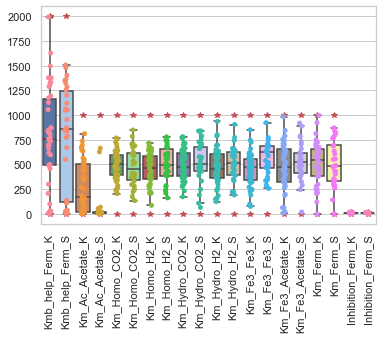 2000
1750
1500
1250
1000
750
500
250
0
Kmb_help_Ferm_K
Kmb_help_Ferm_S
Km_Ac_Acetate_K
Km_Ac_Acetate_S
Km_Homo_CO2_K
Km_Homo_CO2_S
Km_Homo_H2_K
Km_Homo_H2_S
Km_Hydro_CO2_K
Km_Hydro_CO2_S
Km_Hydro_H2_K
Km_Hydro_H2_S
Km_Fe3_Fe3_K
Km_Fe3_Fe3_S
Km_Fe3_Acetate_K
Km_Fe3_Acetate_S
Km_Ferm_K
Km_Ferm_S
Inhibition_Ferm_K
Inhibition_Ferm_S